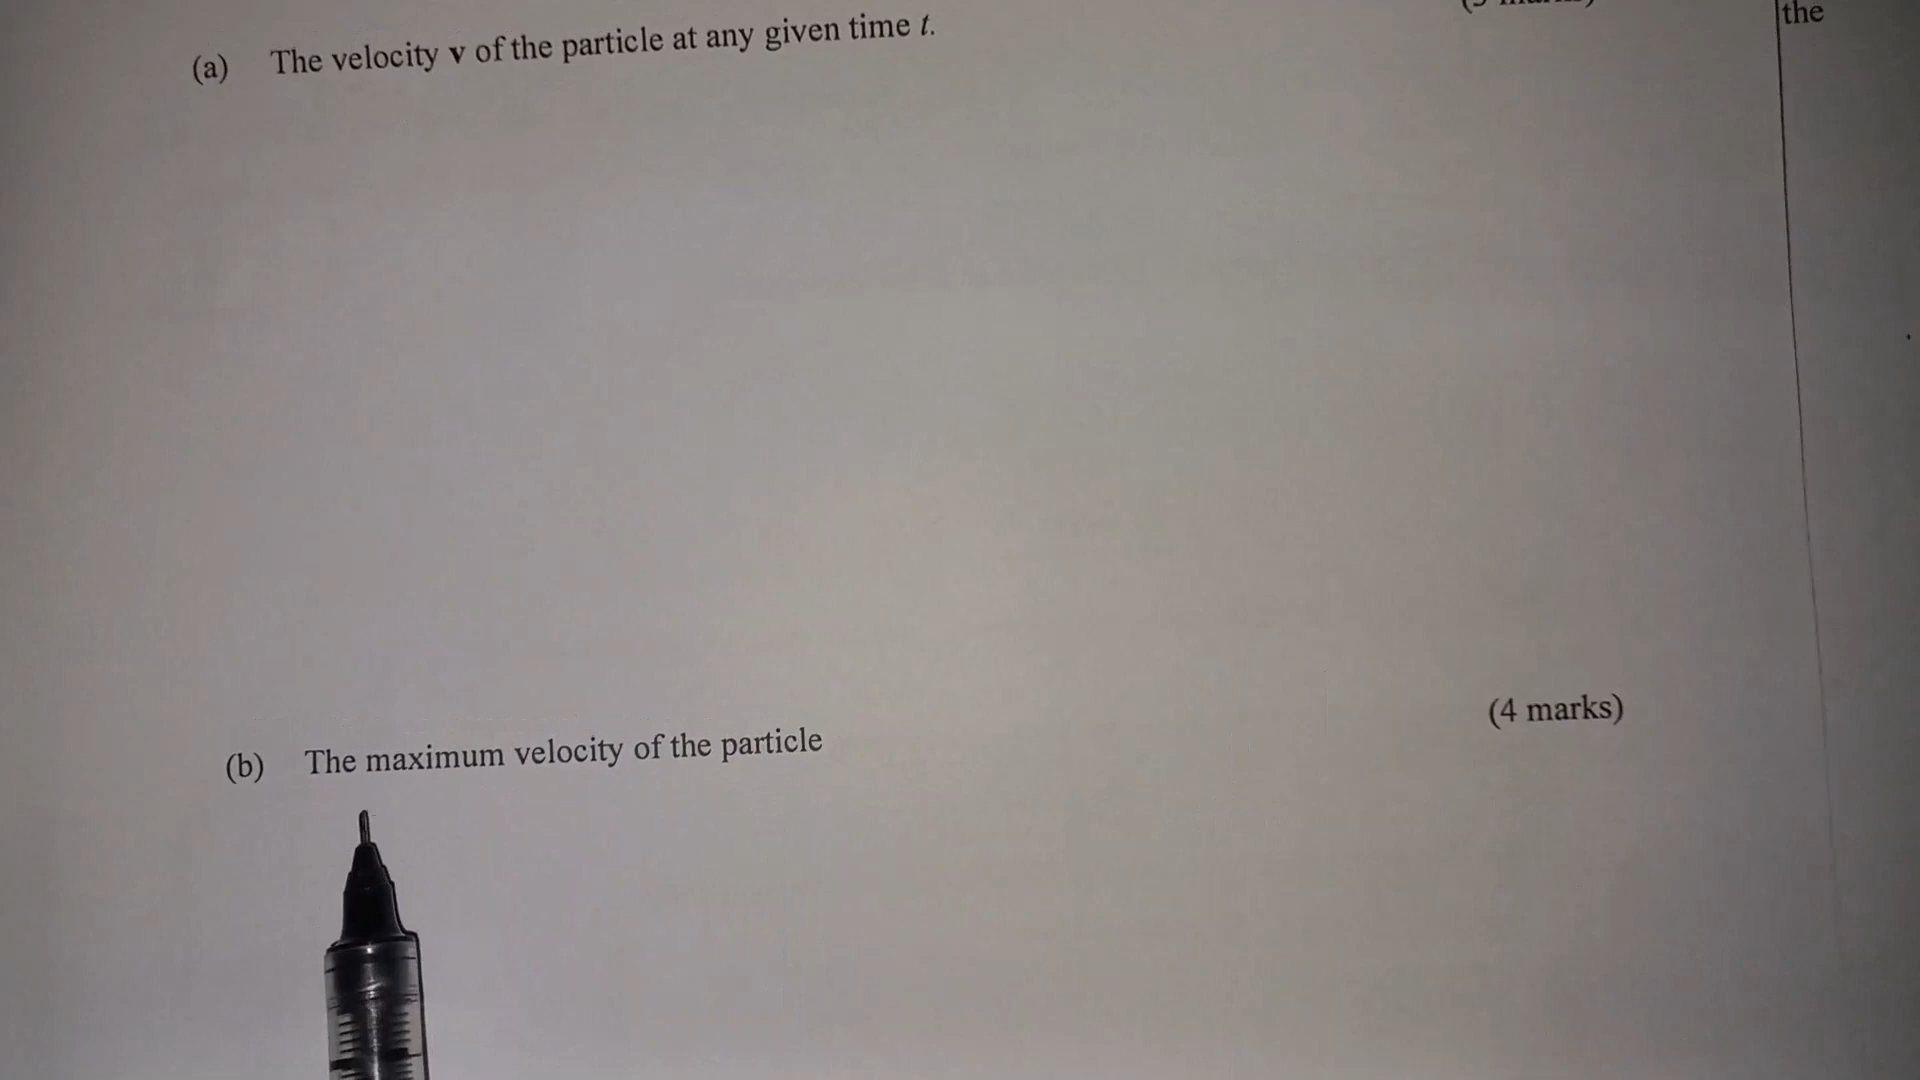 the
(a) The velocity v of the particle at any given time t.
(4 marks)
(b) The maximum velocity of the particle